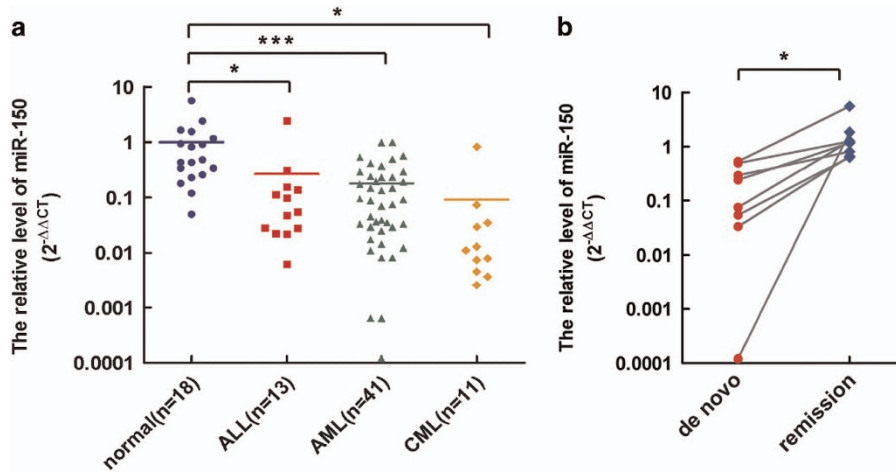 a
The relative level of miR-150
(2-ΔΔCT)
10
1
0.1
0.01
0.001
0.0001
*
***
*
normal(n=18)
ALL(n=13)
AML(n=41)
CML(n=11)
b
The relative level of miR-150
(2-ΔΔCT)
10
1
0.1
0.01
0.001
0.0001
*
de novo
remission